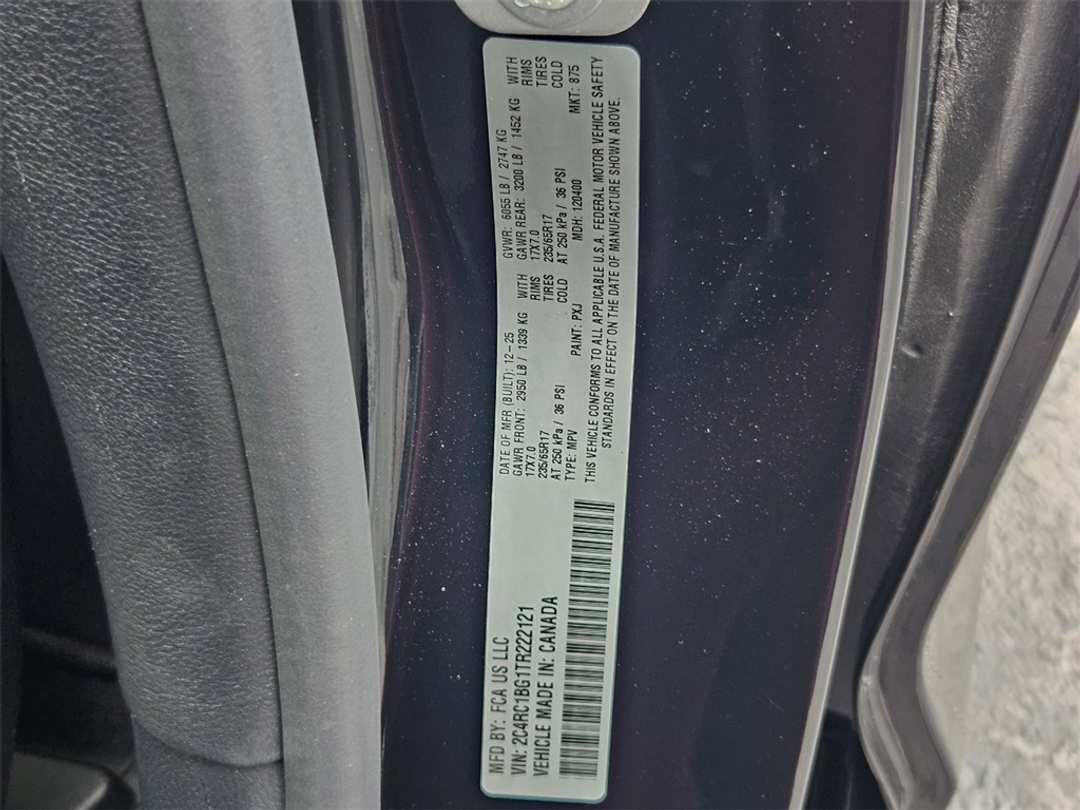 MFD BY: FCA US LLC
VIN: 2C4RC1BG1TR222121
VEHICLE MADE IN: CANADA
DATE OF MFR (BUILT): 12-25 GVWR: 6055 LB / 2747 KG
GAWR FRONT: 2950 LB / 1339 KG WITH GAWR REAR: 3200 LB / 1452 KG WITH
17X7.0 RIMS 17X7.0 RIMS
235/65R17 TIRES 235/65R17 TIRES
AT 250 kPa / 36 PSI COLD AT 250 kPa / 36 PSI COLD
TYPE: MPV PAINT: PXJ MDH: 120400 MKT: 875
THIS VEHICLE CONFORMS TO ALL APPLICABLE U.S.A. FEDERAL MOTOR VEHICLE SAFETY
STANDARDS IN EFFECT ON THE DATE OF MANUFACTURE SHOWN ABOVE.